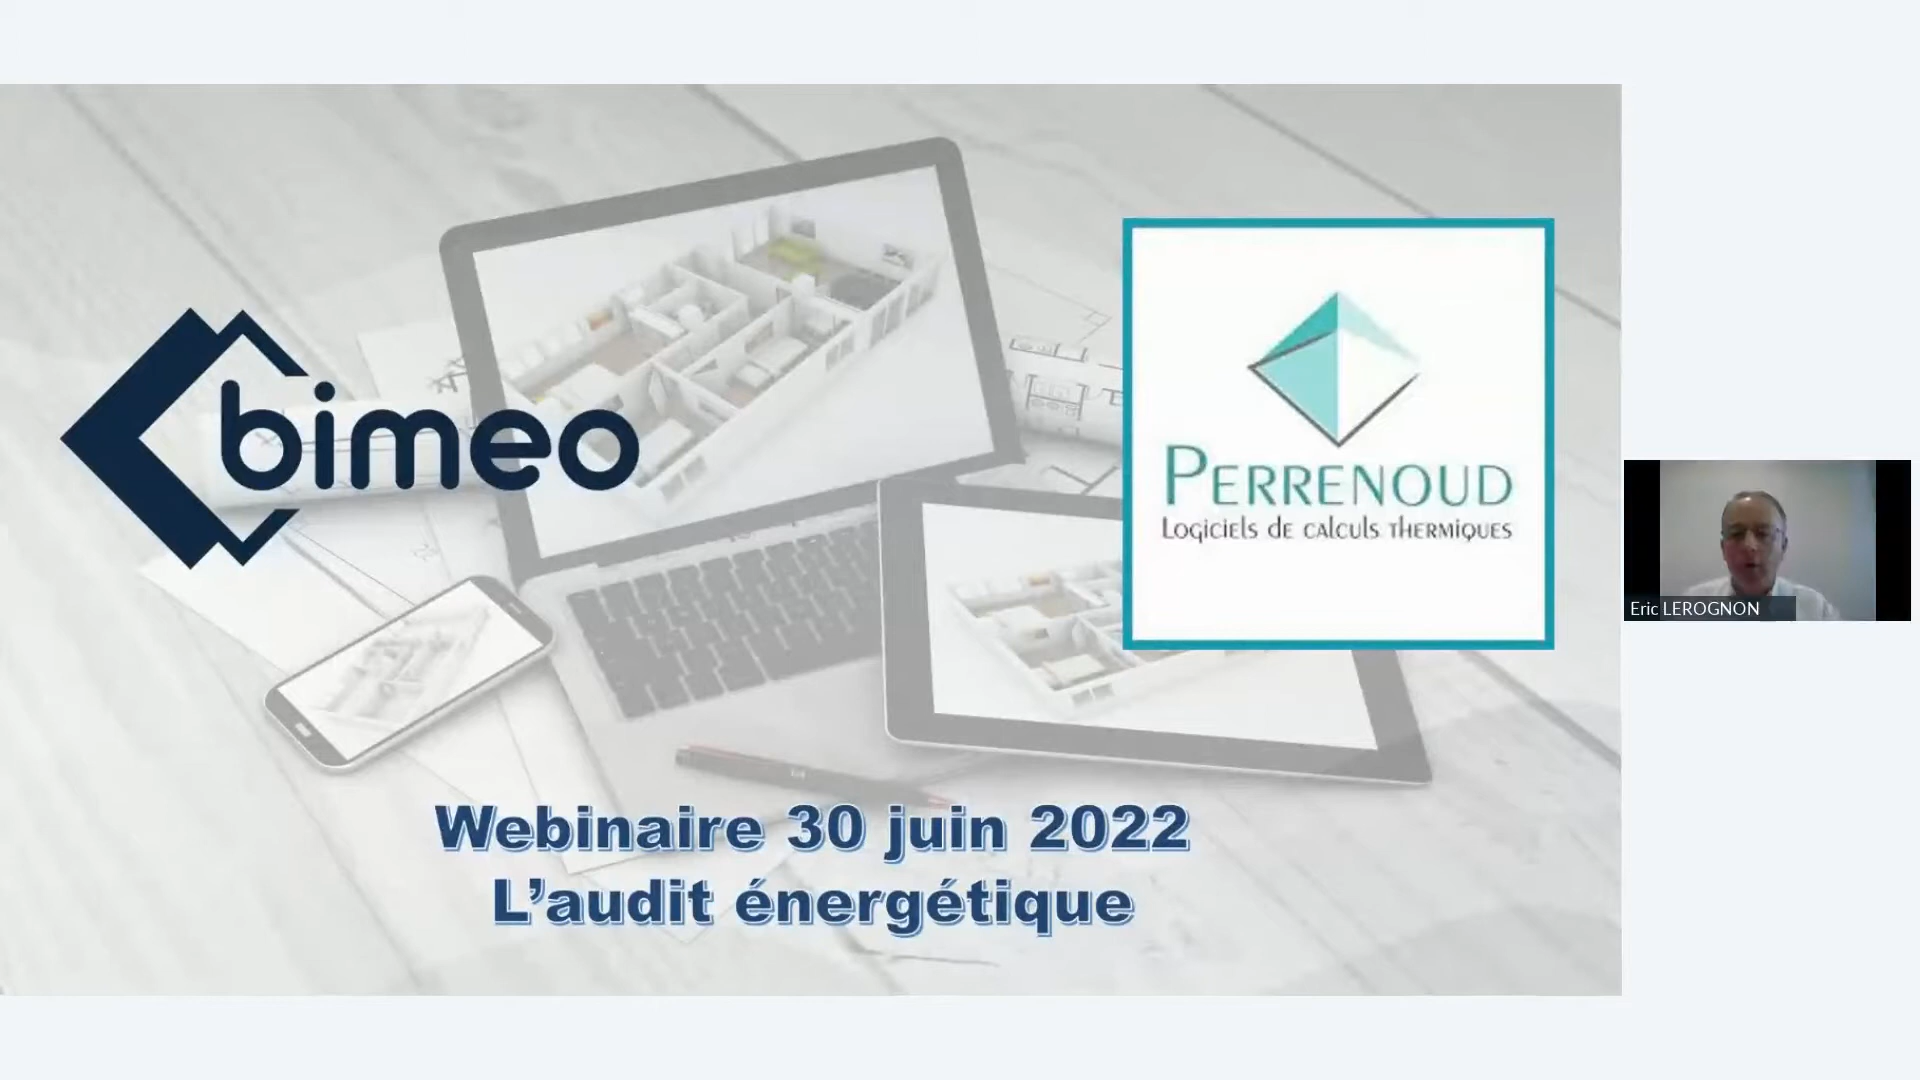 bimeo
PERRENOUD
Logiciels de calculs thermiques
Eric LEROGNON
Webinaire 30 juin 2022
L’audit énergétique